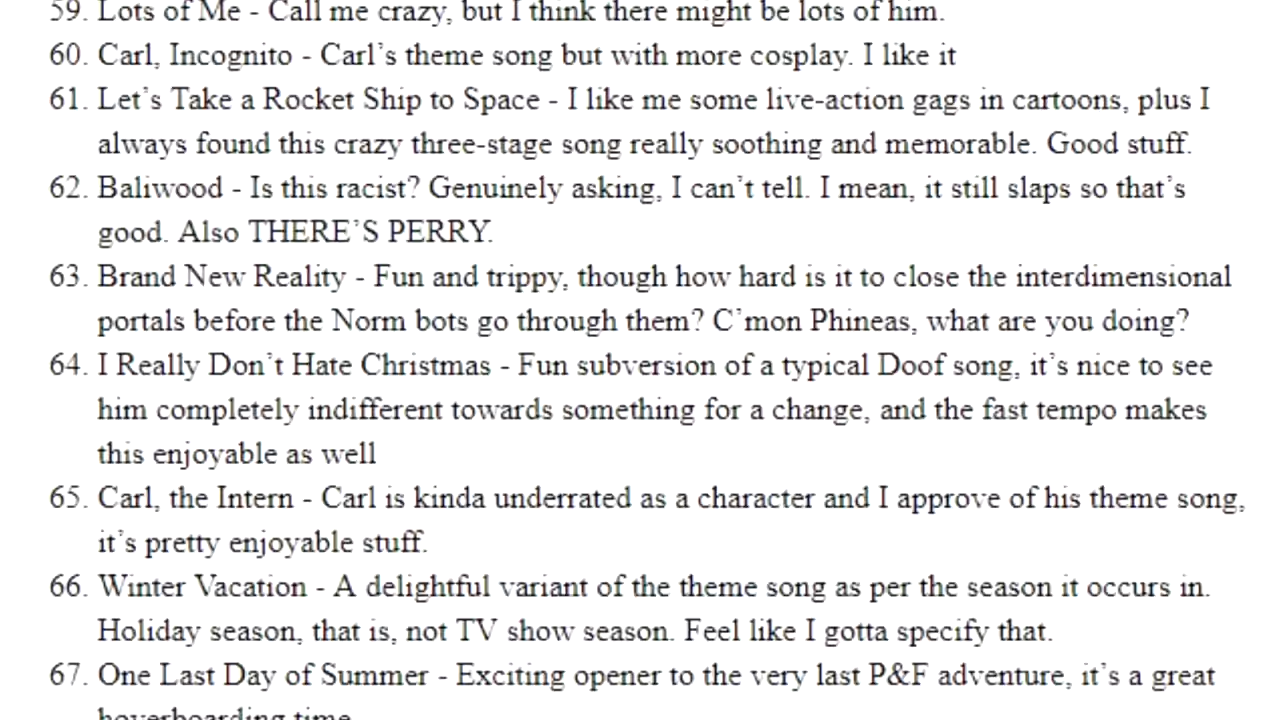 59. Lots of Me - Call me crazy, but I think there might be lots of him.
60. Carl, Incognito - Carl's theme song but with more cosplay. I like it
61. Let's Take a Rocket Ship to Space - I like me some live-action gags in cartoons, plus I
always found this crazy three-stage song really soothing and memorable. Good stuff.
62. Baliwood - Is this racist? Genuinely asking, I can't tell. I mean, it still slaps so that's
good. Also THERE'S PERRY.
63. Brand New Reality - Fun and trippy, though how hard is it to close the interdimensional
portals before the Norm bots go through them? C'mon Phineas, what are you doing?
64. I Really Don't Hate Christmas - Fun subversion of a typical Doof song, it's nice to see
him completely indifferent towards something for a change, and the fast tempo makes
this enjoyable as well
65. Carl, the Intern - Carl is kinda underrated as a character and I approve of his theme song,
it's pretty enjoyable stuff.
66. Winter Vacation - A delightful variant of the theme song as per the season it occurs in.
Holiday season, that is, not TV show season. Feel like I gotta specify that.
67. One Last Day of Summer - Exciting opener to the very last P&F adventure, it's a great
hoverboarding time